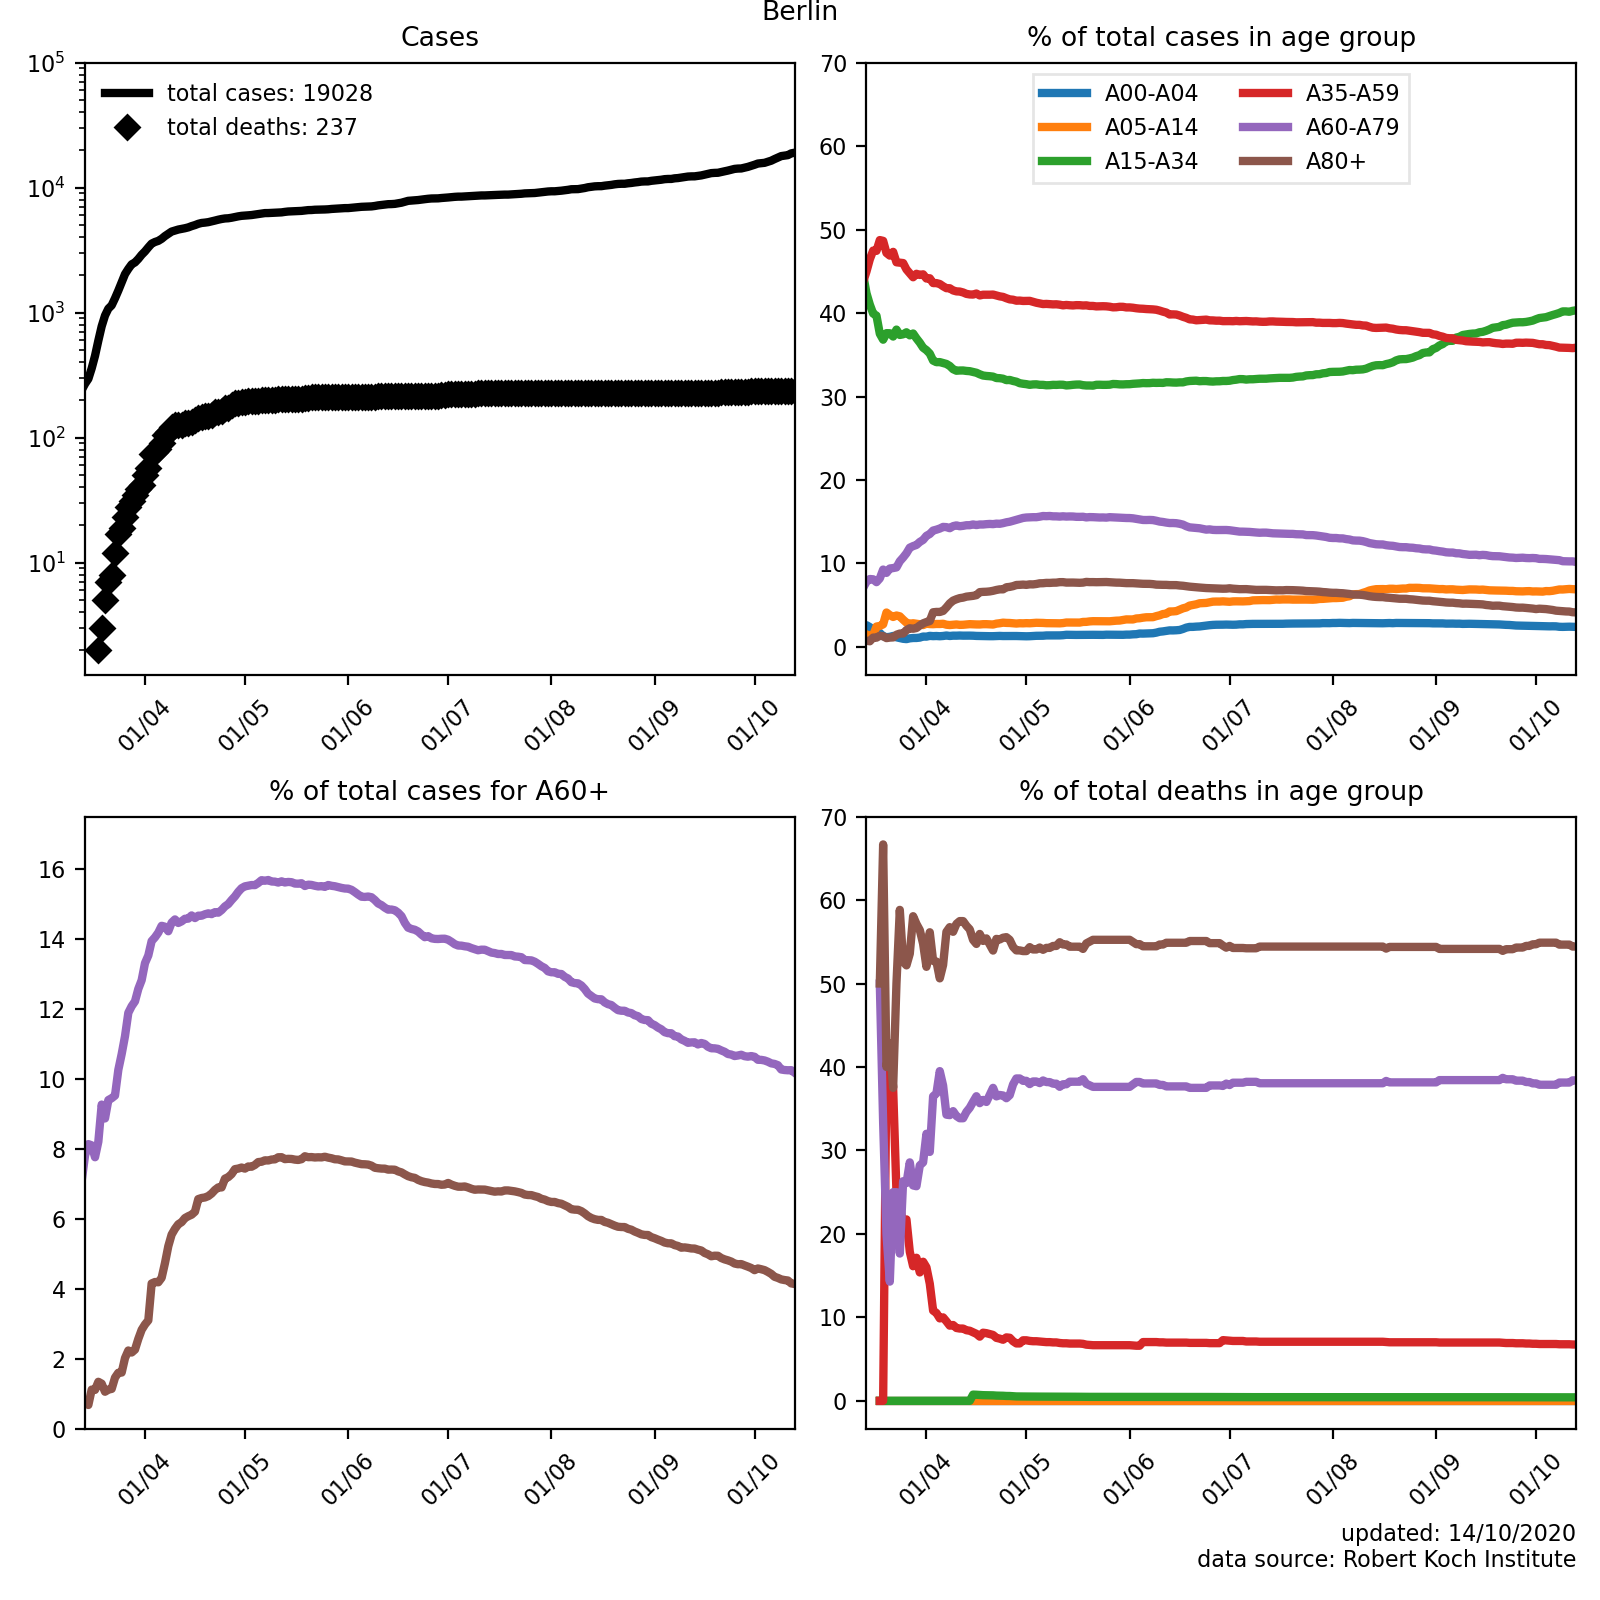 Berlin
Cases
10^5
10^4
10^3
10^2
10^1
total cases: 19028
total deaths: 237
01/04 01/05 01/06 01/07 01/08 01/09 01/10
% of total cases in age group
70
60
50
40
30
20
10
0
A00-A04 A35-A59
A05-A14 A60-A79
A15-A34 A80+
01/04 01/05 01/06 01/07 01/08 01/09 01/10
% of total cases for A60+
16
14
12
10
8
6
4
2
0
01/04 01/05 01/06 01/07 01/08 01/09 01/10
% of total deaths in age group
70
60
50
40
30
20
10
0
01/04 01/05 01/06 01/07 01/08 01/09 01/10
updated: 14/10/2020
data source: Robert Koch Institute